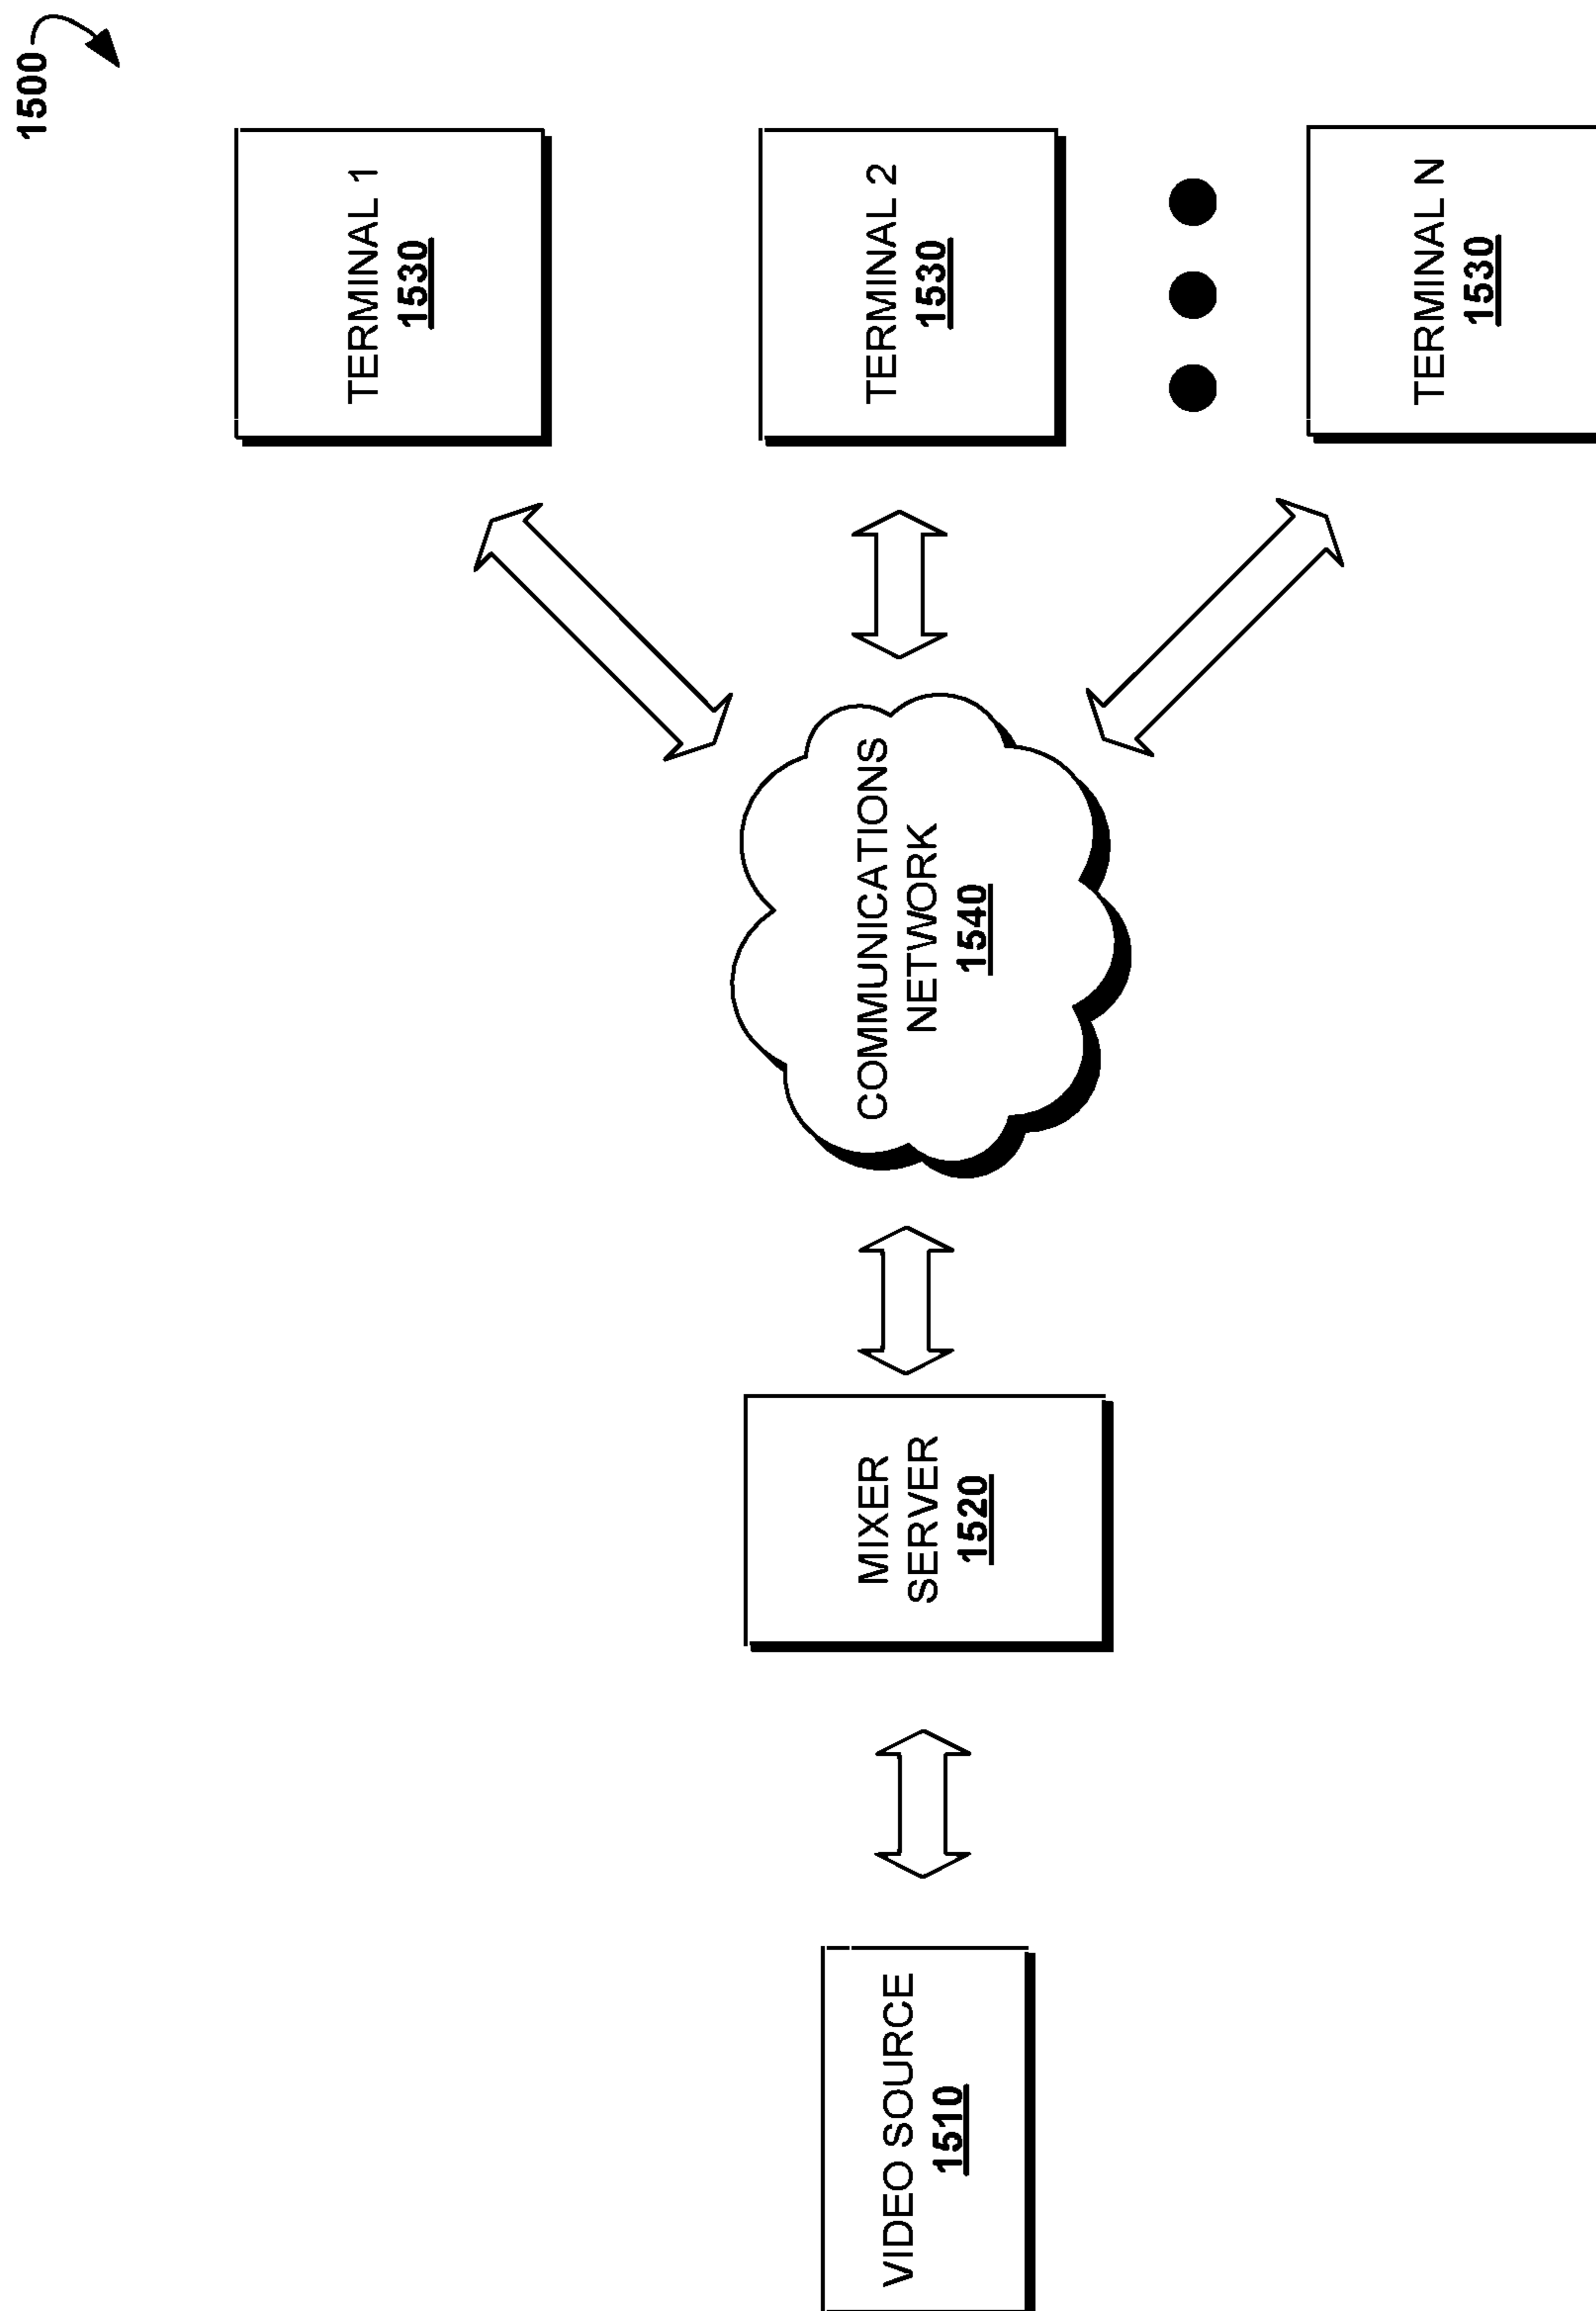 1500
TERMINAL 1
1530
TERMINAL 2
1530
TERMINAL N
1530
COMMUNICATIONS
NETWORK
1540
MIXER
SERVER
1520
VIDEO SOURCE
1510